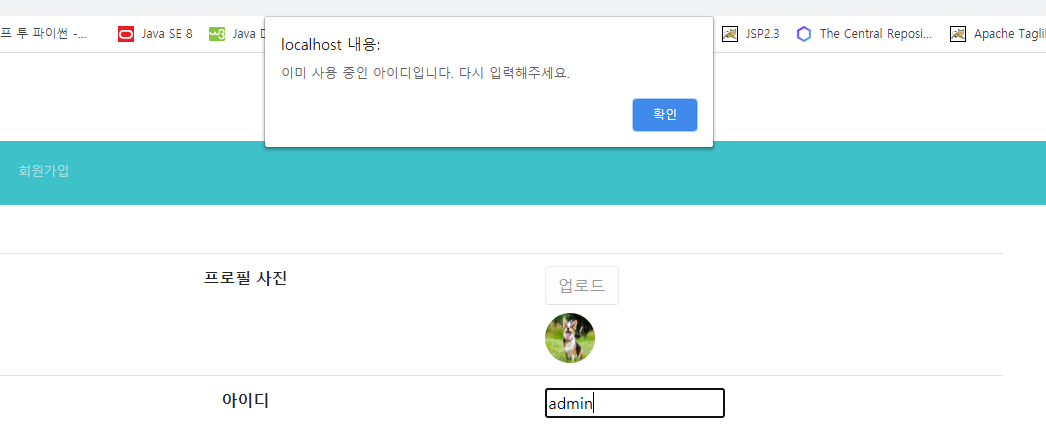 프 투 파이썬 -...
Java SE 8
Java D
JSP2.3
The Central Reposi...
Apache Taglil
localhost 내용:
이미 사용 중인 아이디입니다. 다시 입력해주세요.
확인
회원가입
프로필 사진
업로드
아이디
admin